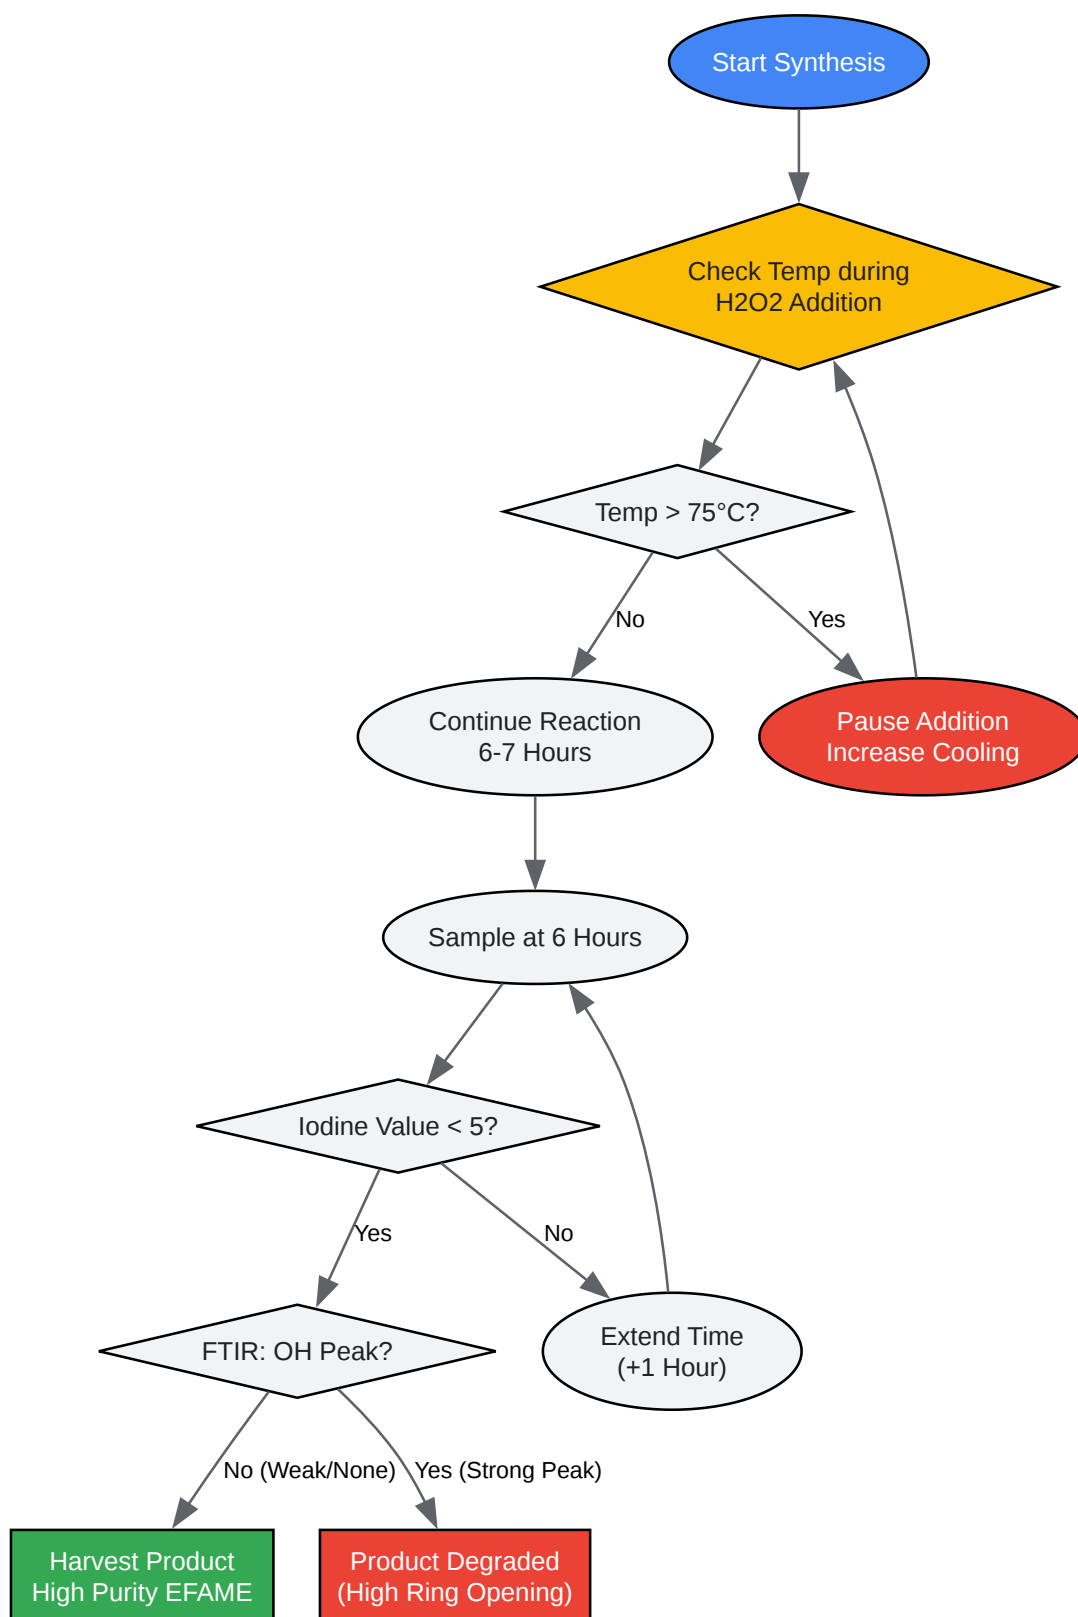 Start Synthesis
Check Temp during
H2O2 Addition
Temp > 75°C?
No
Yes
Continue Reaction
6-7 Hours
Pause Addition
Increase Cooling
Sample at 6 Hours
Iodine Value < 5?
Yes
No
FTIR: OH Peak?
Extend Time
(+1 Hour)
No (Weak/None)
Yes (Strong Peak)
Harvest Product
High Purity EFAME
Product Degraded
(High Ring Opening)